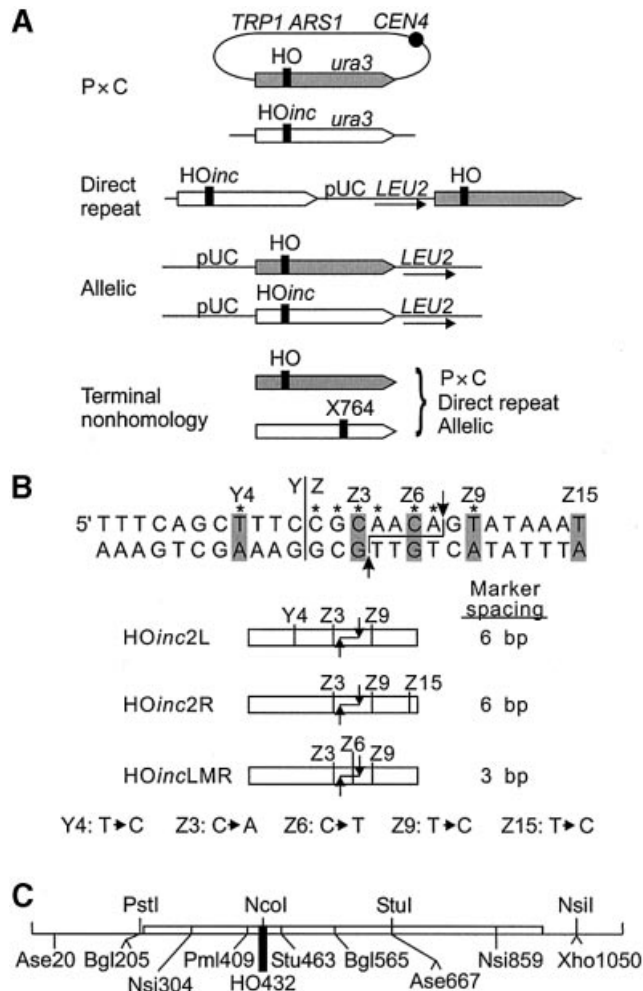 A
TRP1 ARS1 CEN4
HO ura3
P×C
HOinc ura3
Direct repeat
HOinc pUC LEU2 HO
Allelic
pUC HO LEU2
pUC HOinc LEU2
Terminal nonhomology
HO
X764
P×C
Direct repeat
Allelic
B
Y4 Y Z Z3 Z6 Z9 Z15
* * * * * * *
5' T T T C A G C T T T C C G C A A C A G T A T A A A T
A A A G T C G A A A G G C G T T G T C A T A T T T A
Marker spacing
HOinc2L Y4 Z3 Z9 6 bp
HOinc2R Z3 Z9 Z15 6 bp
HOincLMR Z3 Z6 Z9 3 bp
Y4: T➤C Z3: C➤A Z6: C➤T Z9: T➤C Z15: T➤C
C
PstI NcoI StuI NsiI
Ase20 Bgl205 Nsi304 Pml409 HO432 Stu463 Bgl565 Ase667 Nsi859 Xho1050